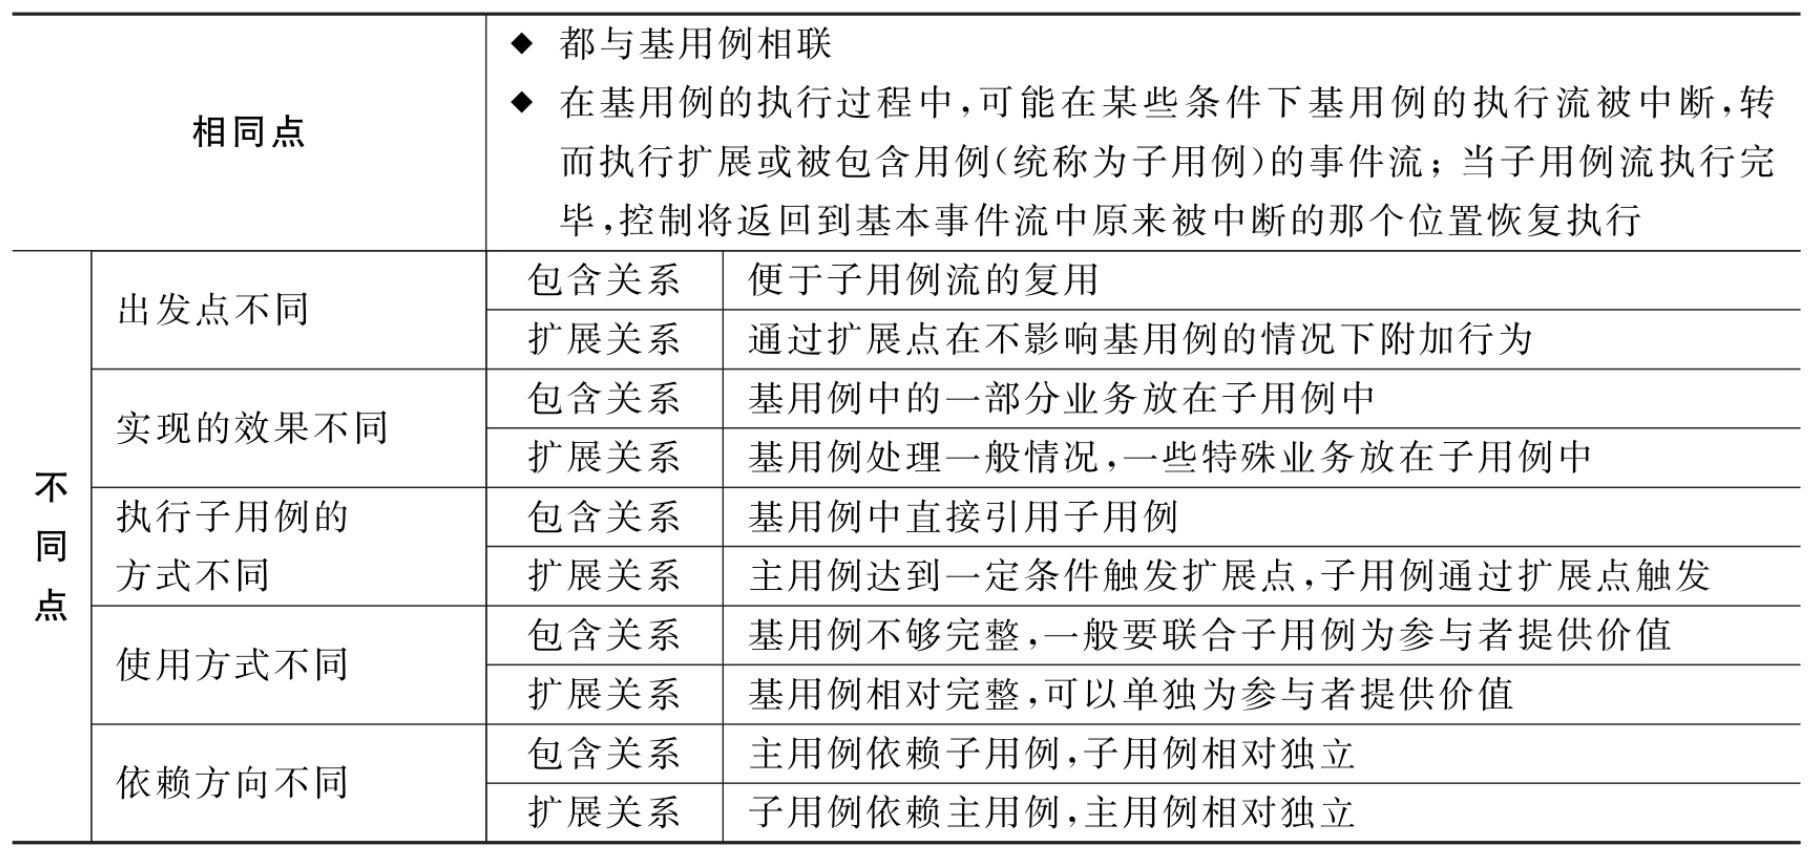 相同点
◆ 都与基用例相联
◆ 在基用例的执行过程中,可能在某些条件下基用例的执行流被中断,转
而执行扩展或被包含用例(统称为子用例)的事件流;当子用例流执行完
毕,控制将返回到基本事件流中原来被中断的那个位置恢复执行
不同点
出发点不同
包含关系 便于子用例流的复用
扩展关系 通过扩展点在不影响基用例的情况下附加行为
实现的效果不同
包含关系 基用例中的一部分业务放在子用例中
扩展关系 基用例处理一般情况,一些特殊业务放在子用例中
执行子用例的
方式不同
包含关系 基用例中直接引用子用例
扩展关系 主用例达到一定条件触发扩展点,子用例通过扩展点触发
使用方式不同
包含关系 基用例不够完整,一般要联合子用例为参与者提供价值
扩展关系 基用例相对完整,可以单独为参与者提供价值
依赖方向不同
包含关系 主用例依赖子用例,子用例相对独立
扩展关系 子用例依赖主用例,主用例相对独立